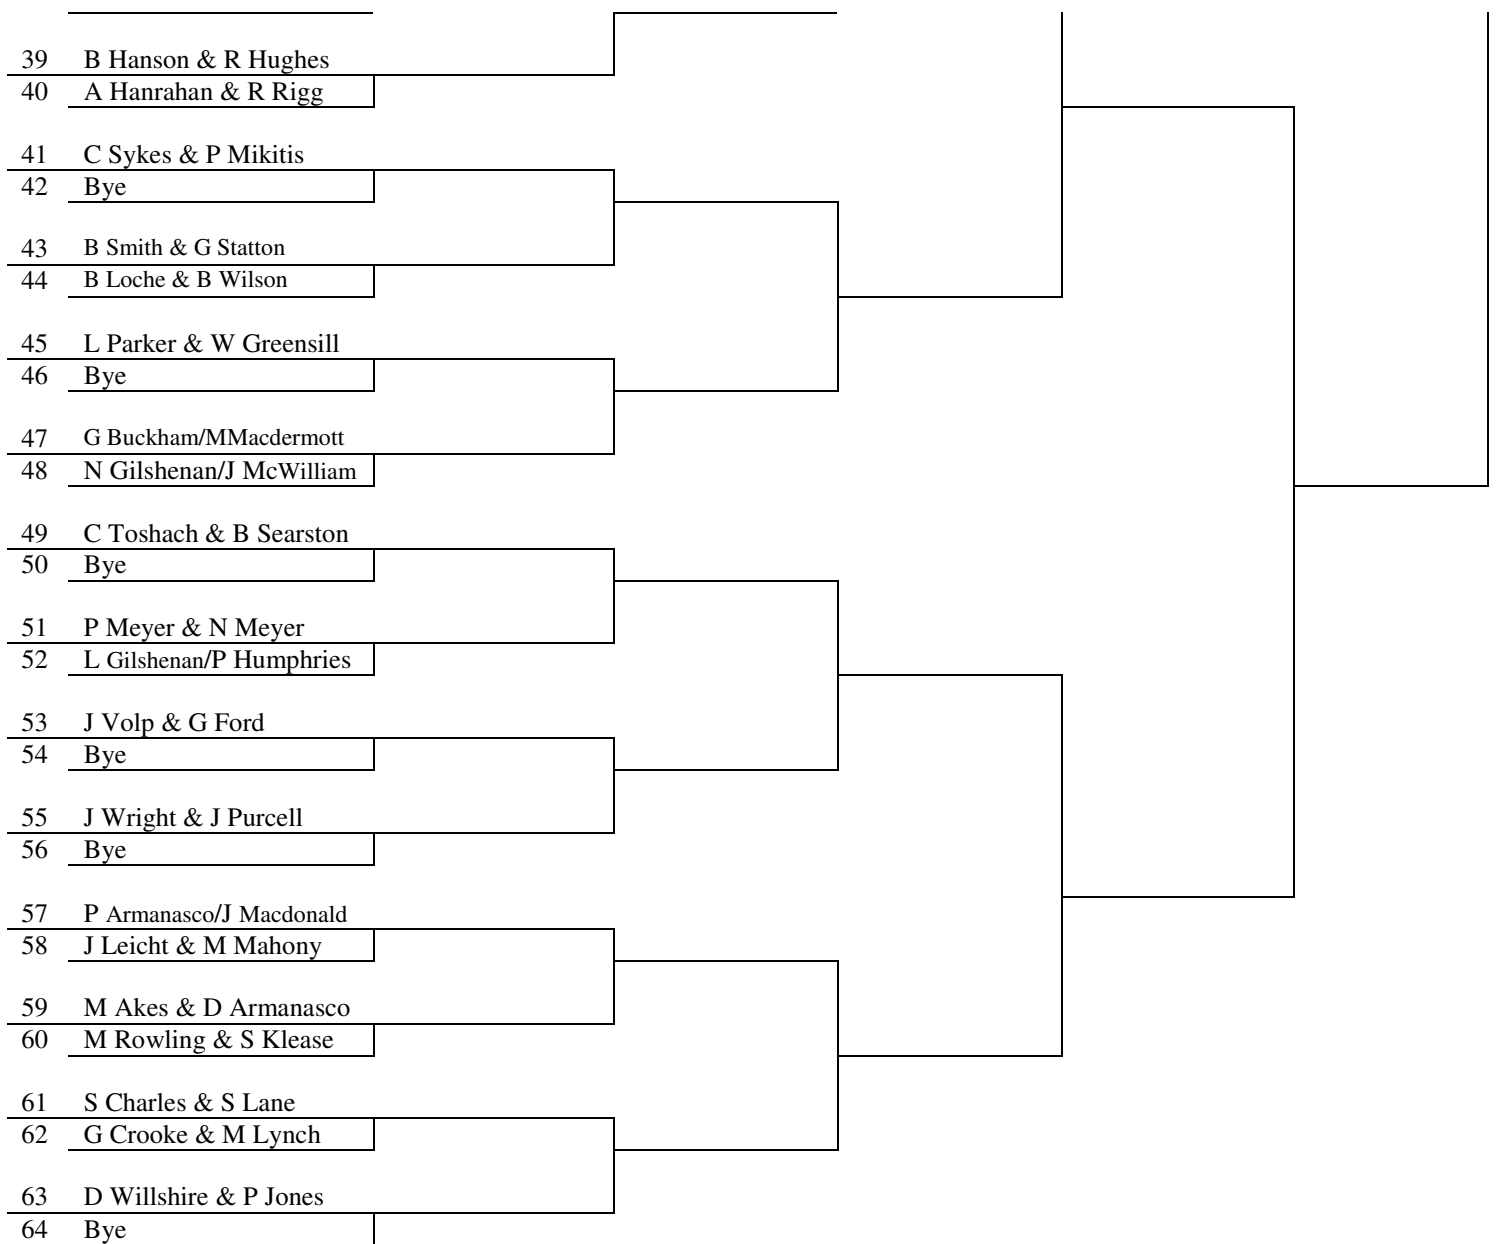 39 B Hanson & R Hughes
40 A Hanrahan & R Rigg
41 C Sykes & P Mikitis
42 Bye
43 B Smith & G Statton
44 B Loche & B Wilson
45 L Parker & W Greensill
46 Bye
47 G Buckham/MMacdermott
48 N Gilshenan/J McWilliam
49 C Toshach & B Searston
50 Bye
51 P Meyer & N Meyer
52 L Gilshenan/P Humphries
53 J Volp & G Ford
54 Bye
55 J Wright & J Purcell
56 Bye
57 P Armanasco/J Macdonald
58 J Leicht & M Mahony
59 M Akes & D Armanasco
60 M Rowling & S Klease
61 S Charles & S Lane
62 G Crooke & M Lynch
63 D Willshire & P Jones
64 Bye